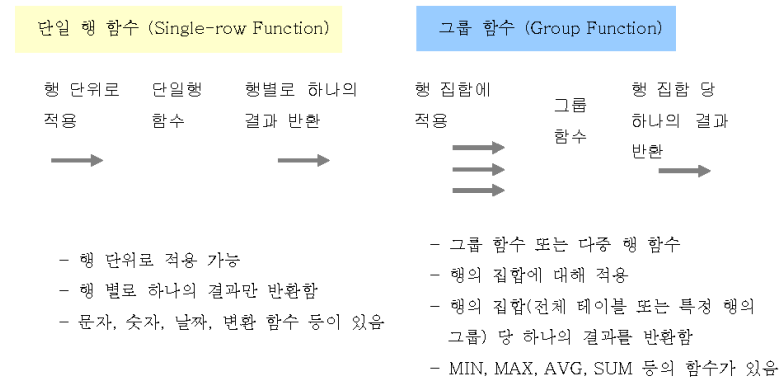 단일 행 함수 (Single-row Function)
행 단위로
적용
단일행
함수
행별로 하나의
결과 반환
- 행 단위로 적용 가능
- 행 별로 하나의 결과만 반환함
- 문자, 숫자, 날짜, 변환 함수 등이 있음
그룹 함수 (Group Function)
행 집합에
적용
그룹
함수
행 집합 당
하나의 결과
반환
- 그룹 함수 또는 다중 행 함수
- 행의 집합에 대해 적용
- 행의 집합(전체 테이블 또는 특정 행의
그룹) 당 하나의 결과를 반환함
- MIN, MAX, AVG, SUM 등의 함수가 있음